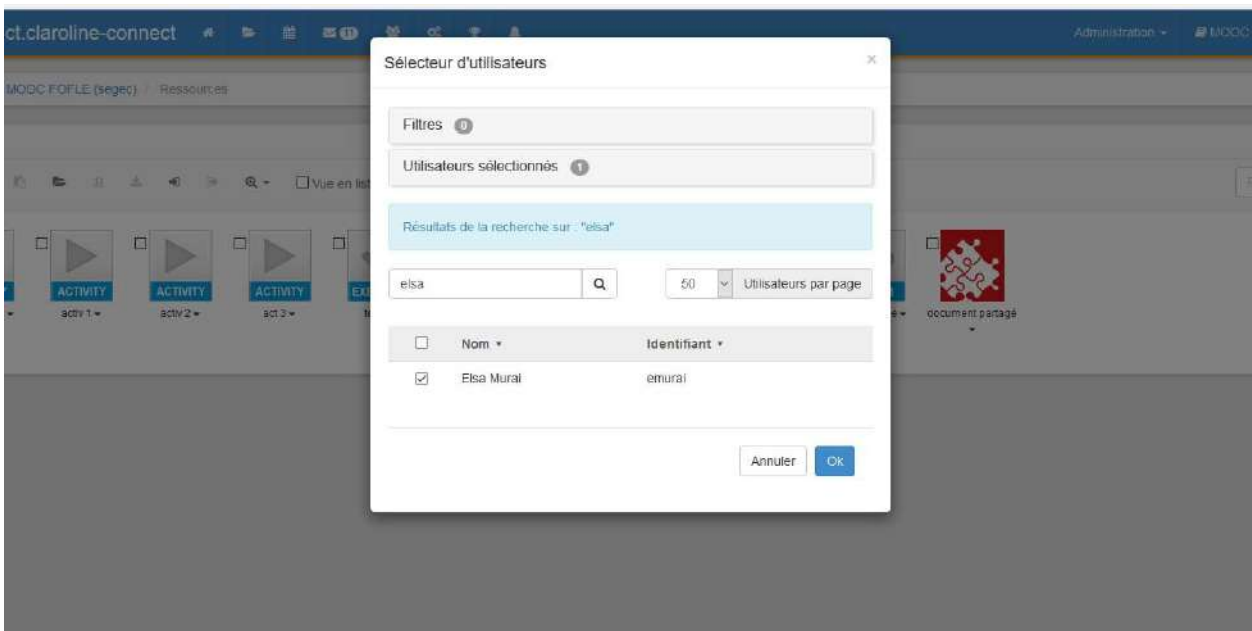 ct.claroline-connect
Administration
MOOC
MOOC FOFLE (segec) / Ressources
Sélecteur d'utilisateurs
Filtres 0
Utilisateurs sélectionnés 1
Vue en list
Résultats de la recherche sur : "elsa"
elsa
50
Utilisateurs par page
ACTIVITY
ACTIVITY
ACTIVITY
activ 1
activ 2
act 3
document partagé
Nom
Identifiant
Elsa Murai
emurai
Annuler
Ok